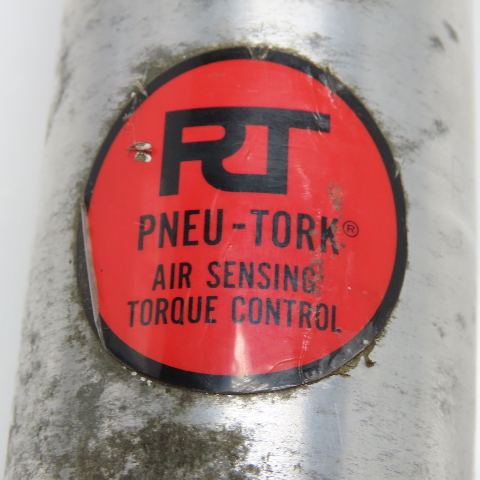 RT
PNEU-TORK®
AIR SENSING
TORQUE CONTROL